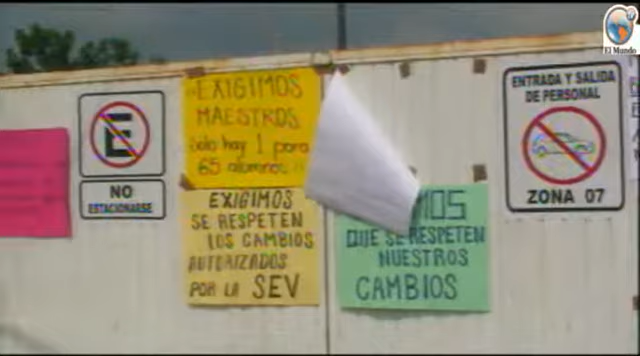 El Mundo
E
NO
ESTACIONARSE
¡EXIGIMOS
MAESTROS
Solo hay 1 para
65 alumnos
EXIGIMOS
SE RESPETEN
LOS CAMBIOS
AUTORIZADOS
POR LA SEV
MOS
QUE SE RESPETEN
NUESTROS
CAMBIOS
ENTRADA Y SALIDA
DE PERSONAL
ZONA 07